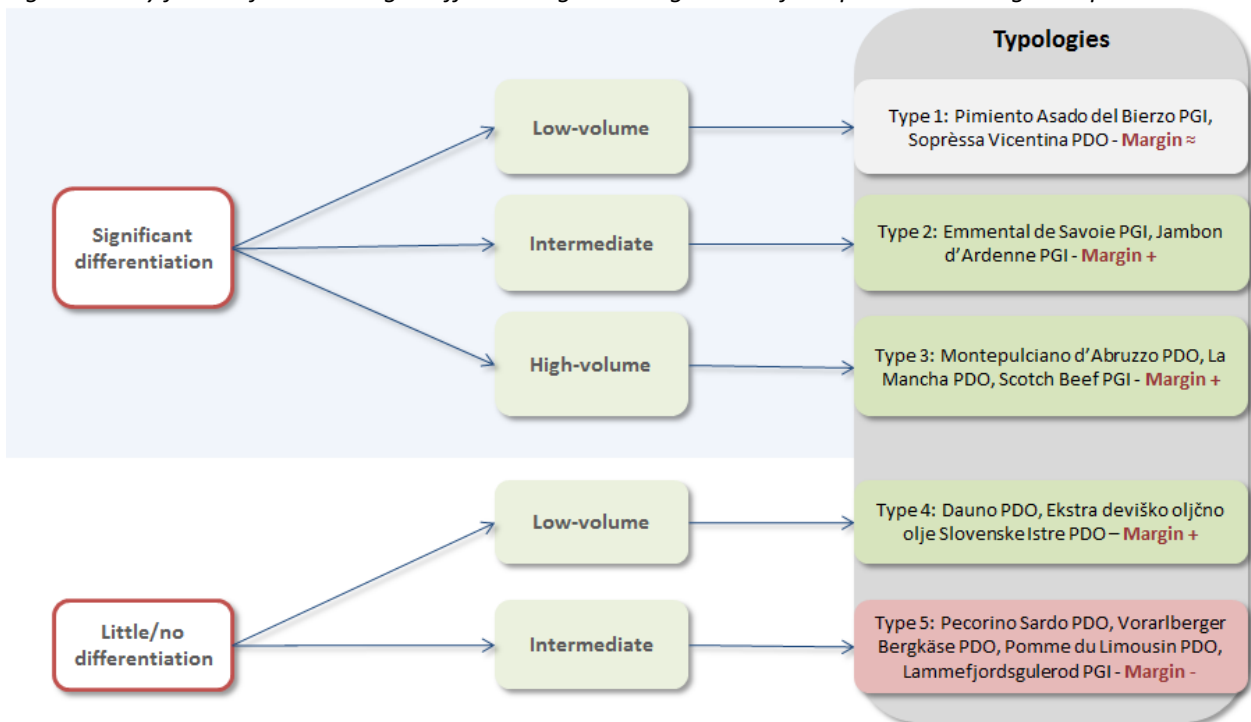 Typologies
Significant
differentiation
Low-volume
Type 1: Pimiento Asado del Bierzo PGI,
Soprèssa Vicentina PDO - Margin ≈
Intermediate
Type 2: Emmental de Savoie PGI, Jambon
d'Ardenne PGI - Margin +
High-volume
Type 3: Montepulciano d'Abruzzo PDO, La
Mancha PDO, Scotch Beef PGI - Margin +
Little/no
differentiation
Low-volume
Type 4: Dauno PDO, Ekstra deviško oljčno
olje Slovenske Istre PDO – Margin +
Intermediate
Type 5: Pecorino Sardo PDO, Vorarlberger
Bergkäse PDO, Pomme du Limousin PDO,
Lammefjordsgulerod PGI - Margin -